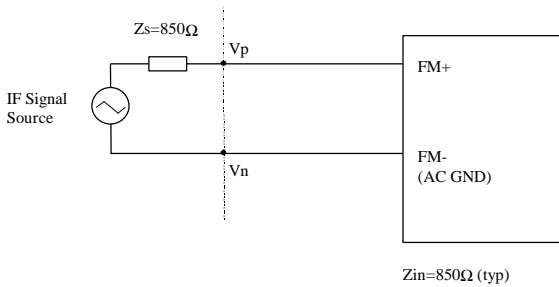 Zs=850Ω
Vp
FM+
IF Signal
Source
FM-
(AC GND)
Vn
Zin=850Ω (typ)